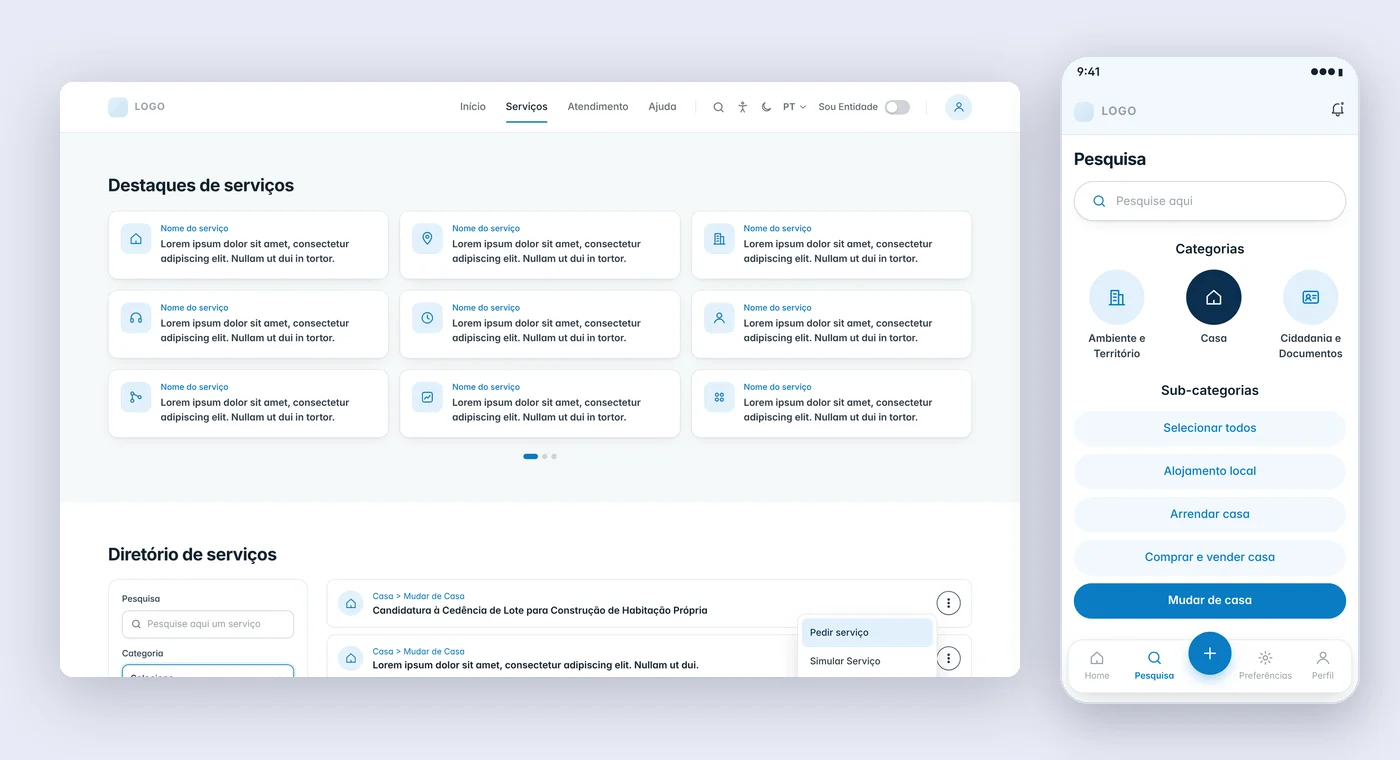 LOGO
Início Serviços Atendimento Ajuda PT Sou Entidade
Destaques de serviços
Nome do serviço
Lorem ipsum dolor sit amet, consectetur
adipiscing elit. Nullam ut dui in tortor.
Nome do serviço
Lorem ipsum dolor sit amet, consectetur
adipiscing elit. Nullam ut dui in tortor.
Nome do serviço
Lorem ipsum dolor sit amet, consectetur
adipiscing elit. Nullam ut dui in tortor.
Nome do serviço
Lorem ipsum dolor sit amet, consectetur
adipiscing elit. Nullam ut dui in tortor.
Nome do serviço
Lorem ipsum dolor sit amet, consectetur
adipiscing elit. Nullam ut dui in tortor.
Nome do serviço
Lorem ipsum dolor sit amet, consectetur
adipiscing elit. Nullam ut dui in tortor.
Nome do serviço
Lorem ipsum dolor sit amet, consectetur
adipiscing elit. Nullam ut dui in tortor.
Nome do serviço
Lorem ipsum dolor sit amet, consectetur
adipiscing elit. Nullam ut dui in tortor.
Nome do serviço
Lorem ipsum dolor sit amet, consectetur
adipiscing elit. Nullam ut dui in tortor.
Diretório de serviços
Pesquisa
Pesquise aqui um serviço
Categoria
Casa > Mudar de Casa
Candidatura à Cedência de Lote para Construção de Habitação Própria
Casa > Mudar de Casa
Lorem ipsum dolor sit amet, consectetur adipiscing elit. Nullam ut dui.
Pedir serviço
Simular Serviço
9:41
LOGO
Pesquisa
Pesquise aqui
Categorias
Ambiente e
Território
Casa
Cidadania e
Documentos
Sub-categorias
Selecionar todos
Alojamento local
Arrendar casa
Comprar e vender casa
Mudar de casa
Home Pesquisa Preferências Perfil